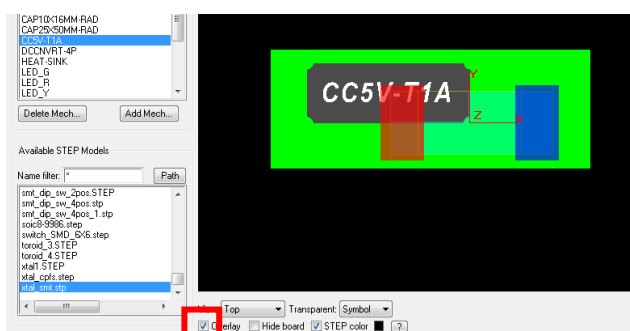 CAP10X16MM-RAD
CAP25X50MM-RAD
CC5V-T1A
DCCNVRT-4P
HEAT-SINK
LED_G
LED_R
LED_Y
Delete Mech...
Add Mech...
Available STEP Models
Name filter: *
Path
smt_dip_sw_2pos.STEP
smt_dip_sw_4pos.stp
smt_dip_sw_4pos_1.stp
soic8-9986.step
switch_SMD_6X6.step
toroid_3.STEP
toroid_4.STEP
xtal1.STEP
xtal_cpfs.step
xtal_smt.stp
CC5V-T1A
Y
Z
X
Top
Transparent: Symbol
Overlay
Hide board
STEP color
?